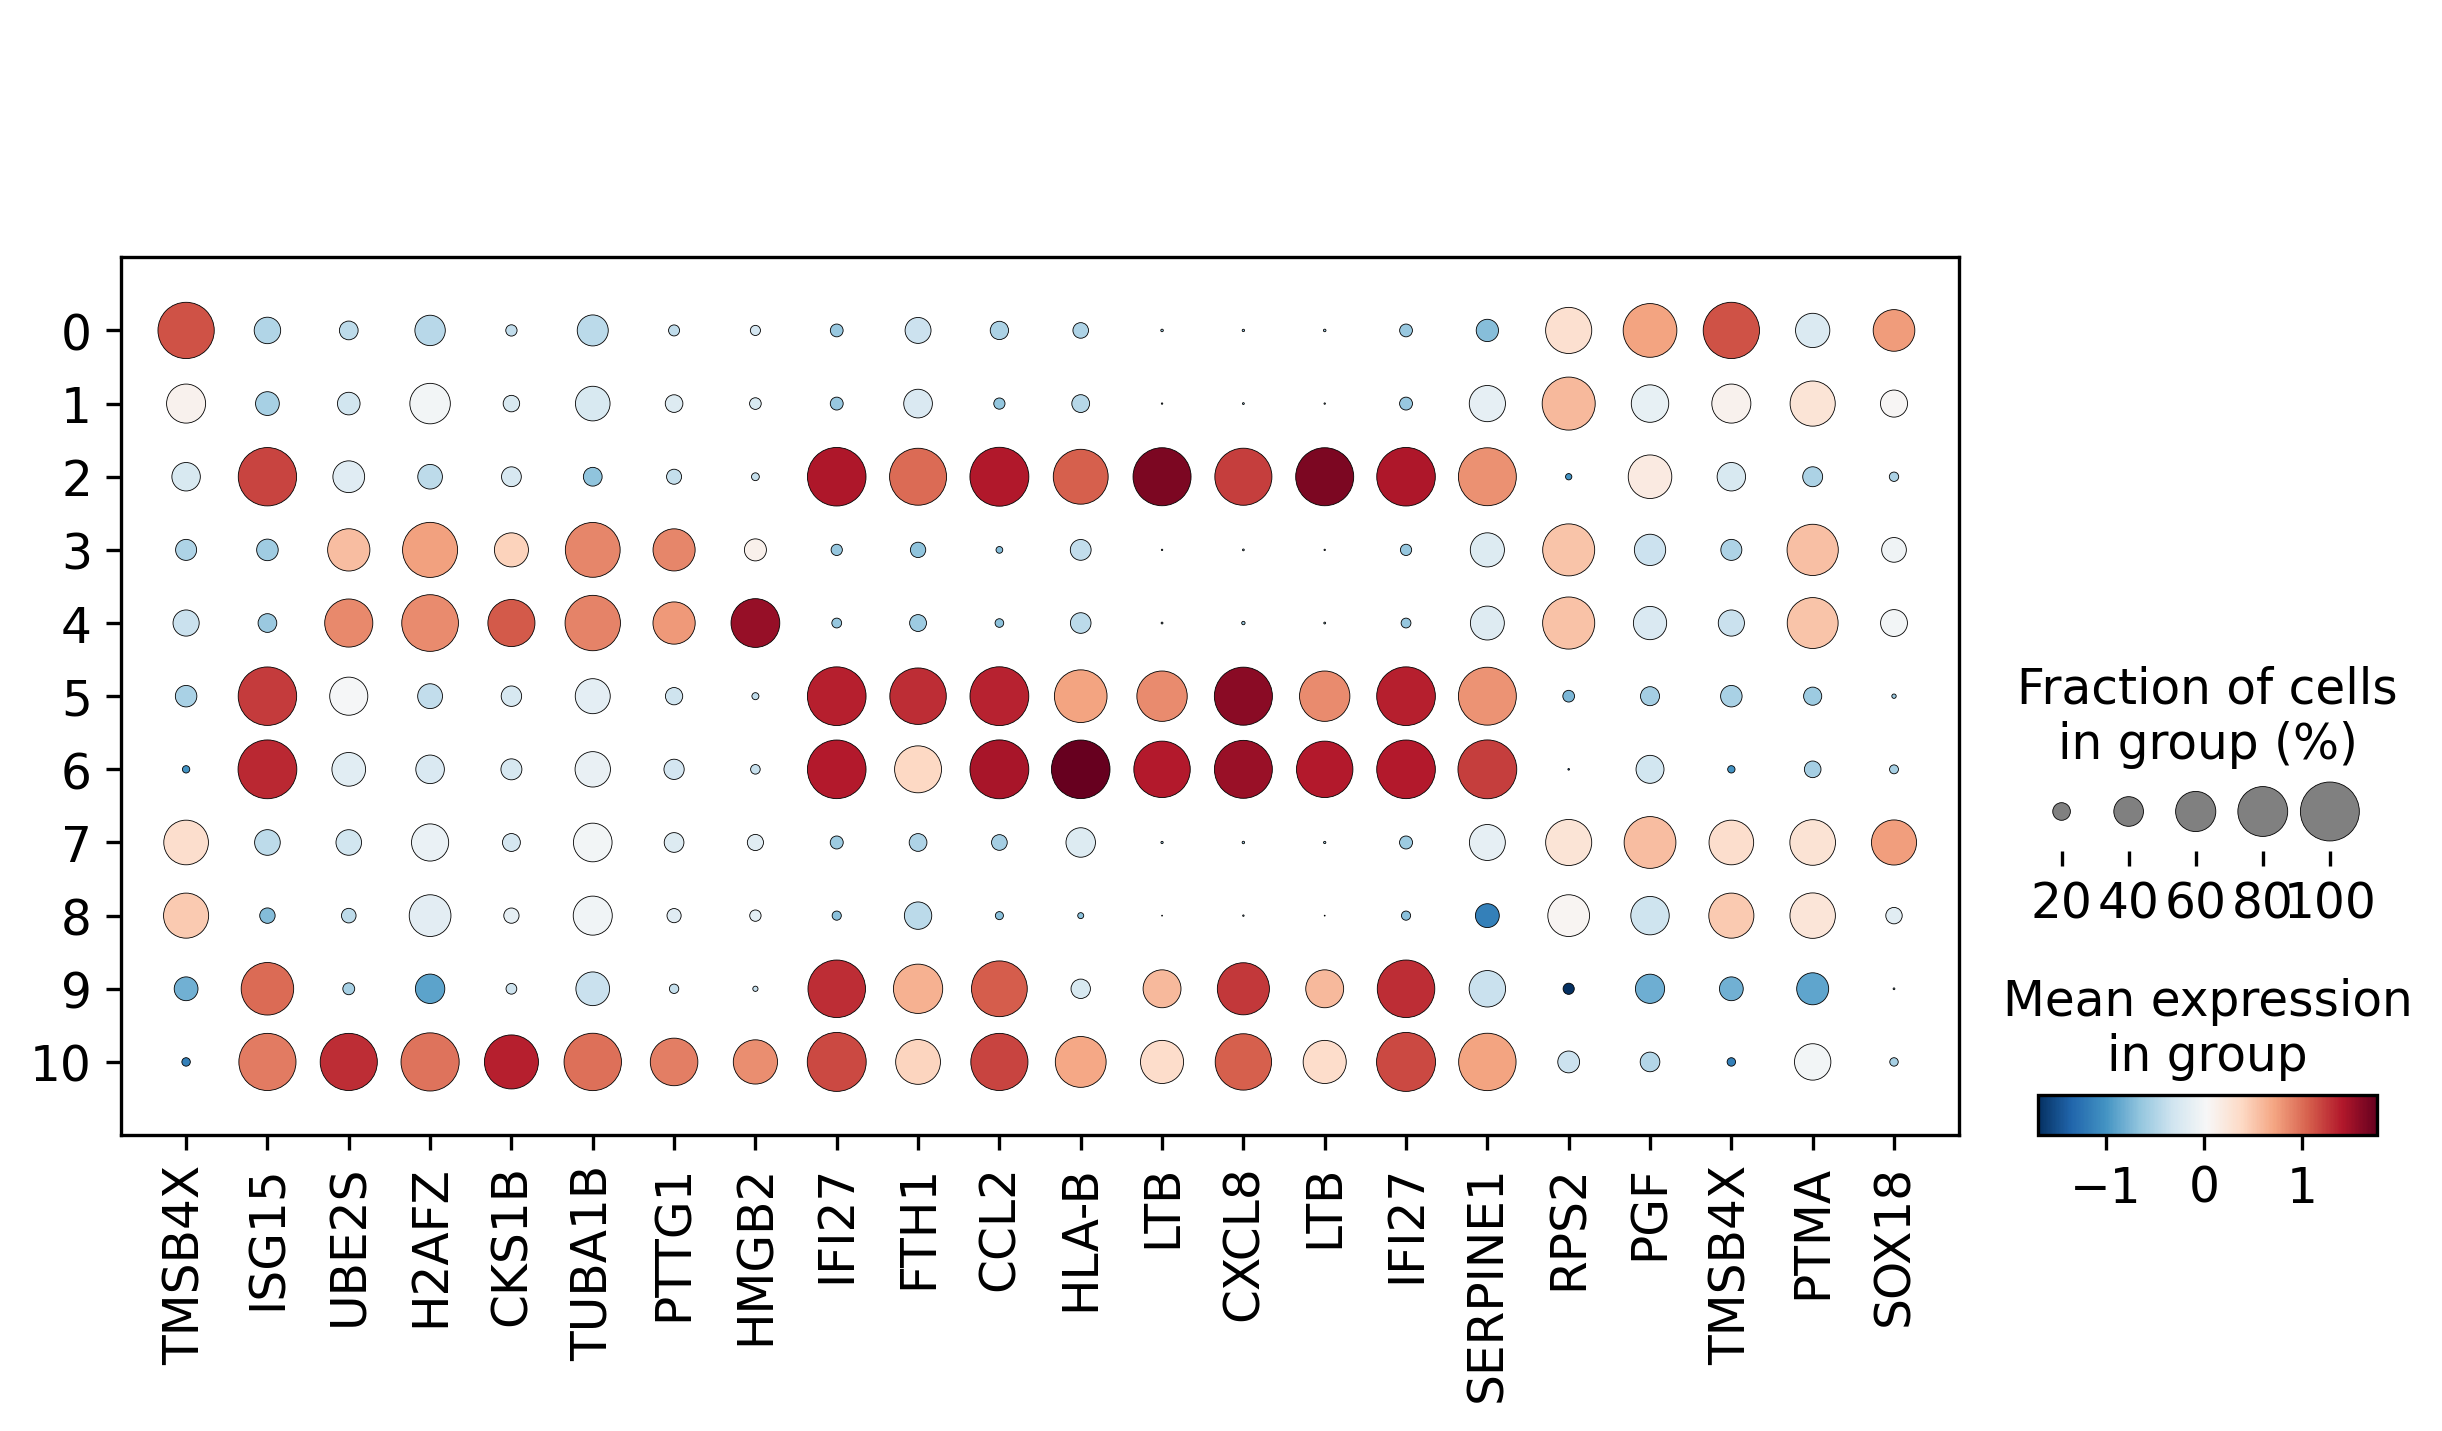 0
1
2
3
4
5
6
7
8
9
10
TMSB4X
ISG15
UBE2S
H2AFZ
CKS1B
TUBA1B
PTTG1
HMGB2
IFI27
FTH1
CCL2
HLA-B
LTB
CXCL8
LTB
IFI27
SERPINE1
RPS2
PGF
TMSB4X
PTMA
SOX18
Fraction of cells
in group (%)
20 40 60 80 100
Mean expression
in group
−1 0 1